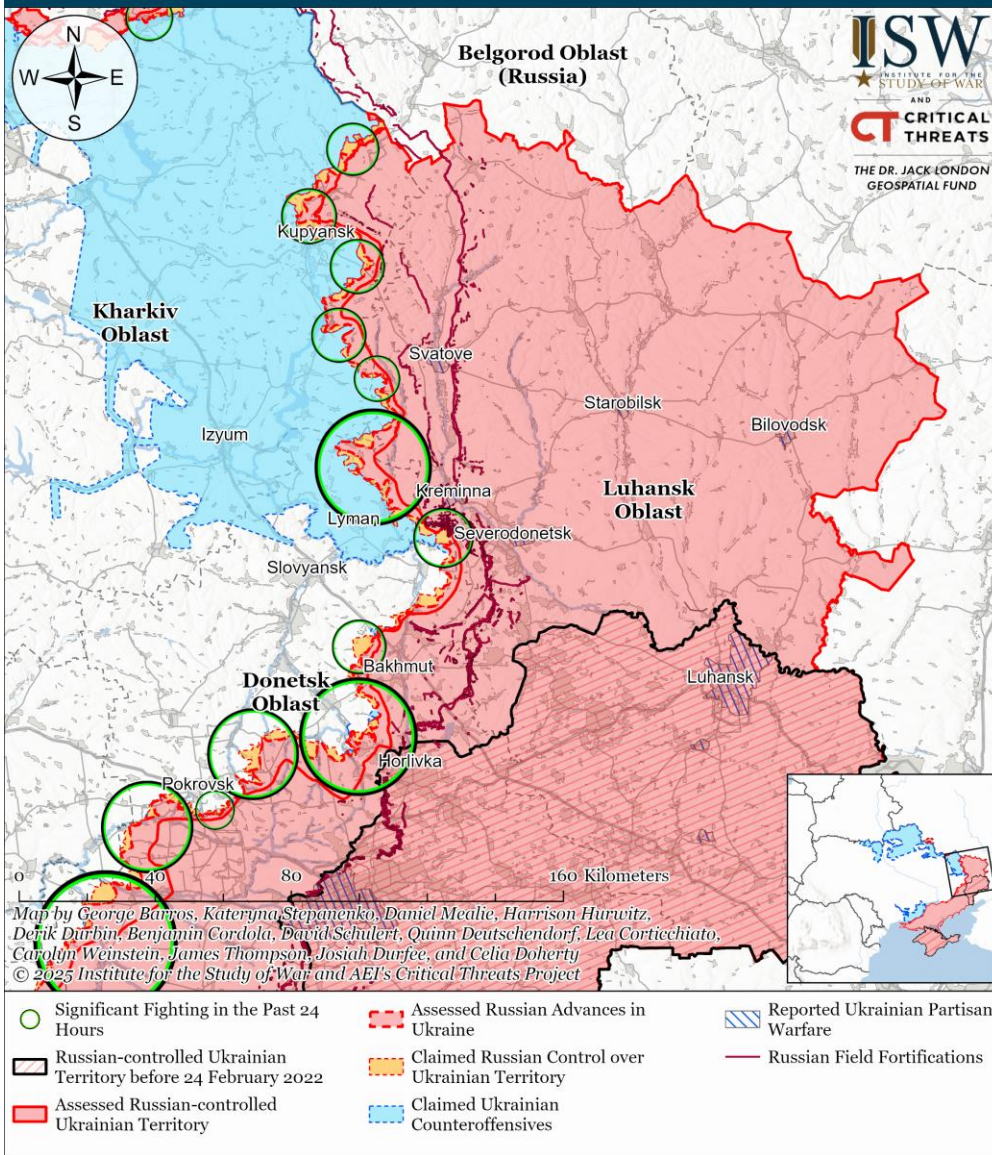 N
W E
S
Belgorod Oblast
(Russia)
ISW
INSTITUTE FOR THE
STUDY OF WAR
AND
CT CRITICAL
THREATS
THE DR. JACK LONDON
GEOSPATIAL FUND
Kupyansk
Kharkiv
Oblast
Svatove
Starobilsk
Bilovodsk
Izyum
Kreminna
Luhansk
Oblast
Lyman
Severodonetsk
Slovyansk
Bakhmut
Luhansk
Donetsk
Oblast
Horlivka
Pokrovsk
0 40 80 160 Kilometers
Map by George Barros, Kateryna Stepanenko, Daniel Mealie, Harrison Hurwitz,
Derik Durbin, Benjamin Cordola, David Schulert, Quinn Deutschendorf, Lea Corticchiato,
Carolyn Weinstein, James Thompson, Josiah Durfee, and Celia Doherty
© 2025 Institute for the Study of War and AEI's Critical Threats Project
Significant Fighting in the Past 24
Hours
Russian-controlled Ukrainian
Territory before 24 February 2022
Assessed Russian-controlled
Ukrainian Territory
Assessed Russian Advances in
Ukraine
Claimed Russian Control over
Ukrainian Territory
Claimed Ukrainian
Counteroffensives
Reported Ukrainian Partisan
Warfare
Russian Field Fortifications